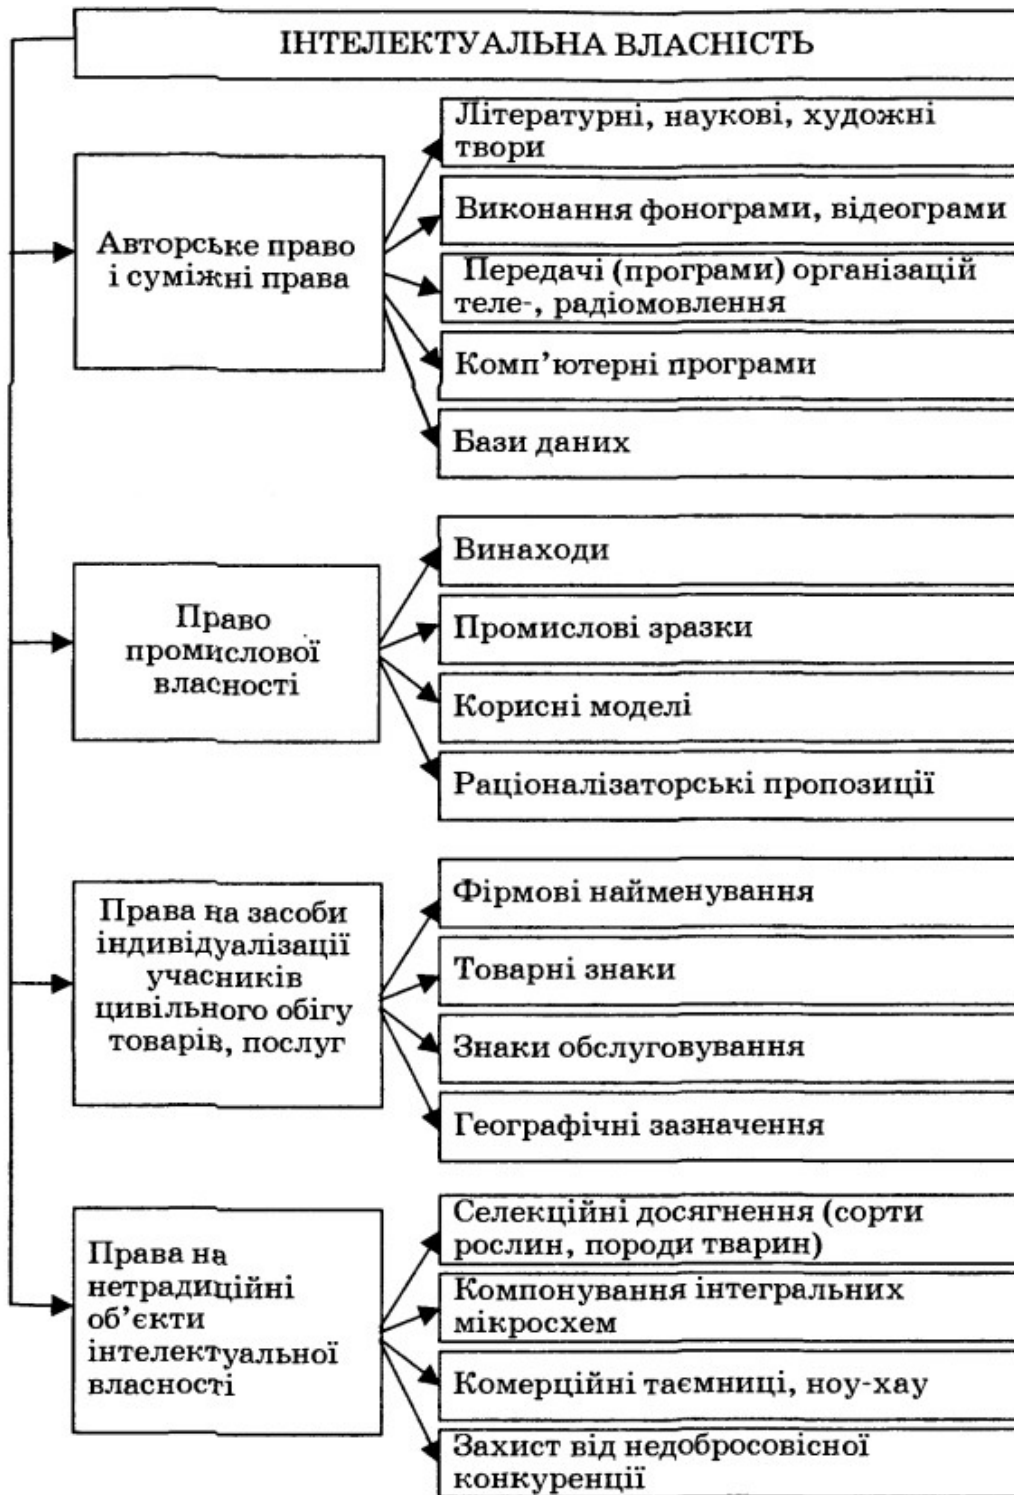 ІНТЕЛЕКТУАЛЬНА ВЛАСНІСТЬ
Авторське право
і суміжні права
Літературні, наукові, художні
твори
Виконання фонограми, відеограми
Передачі (програми) організацій
теле-, радіомовлення
Комп’ютерні програми
Бази даних
Право
промислової
власності
Винаходи
Промислові зразки
Корисні моделі
Раціоналізаторські пропозиції
Права на засоби
індивідуалізації
учасників
цивільного обігу
товарів, послуг
Фірмові найменування
Товарні знаки
Знаки обслуговування
Географічні зазначення
Права на
нетрадиційні
об’єкти
інтелектуальної
власності
Селекційні досягнення (сорти
рослин, породи тварин)
Компонування інтегральних
мікросхем
Комерційні таємниці, ноу-хау
Захист від недобросовісної
конкуренції